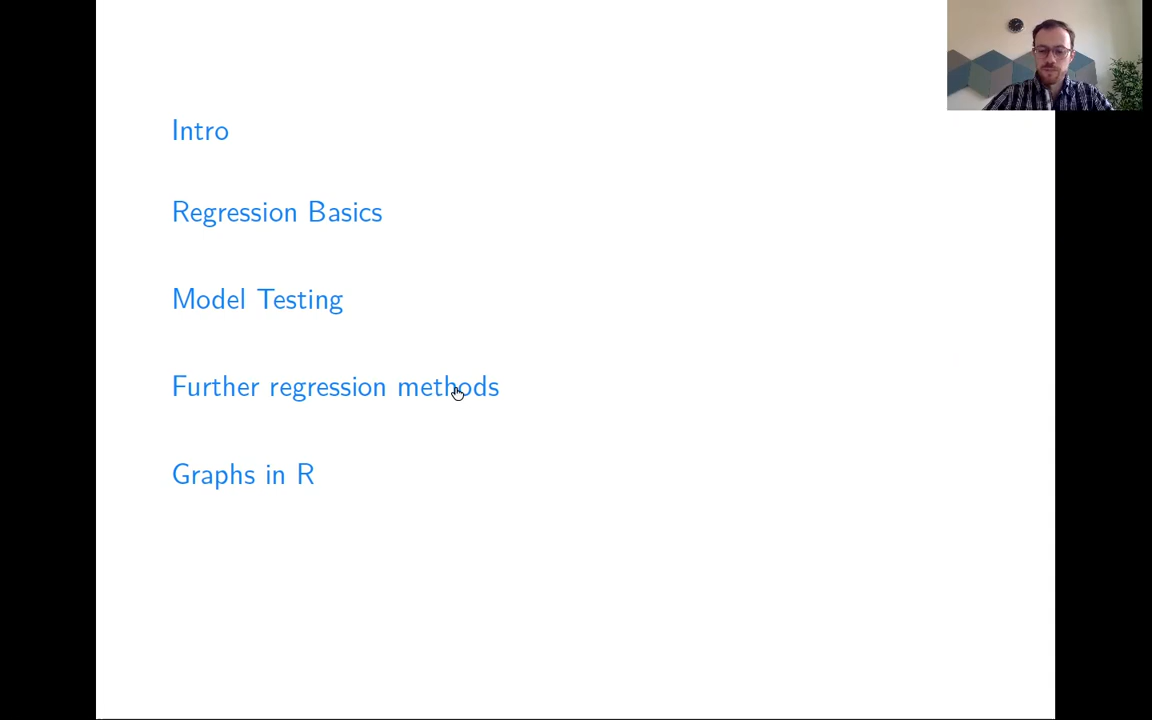 Intro
Regression Basics
Model Testing
Further regression methods
Graphs in R